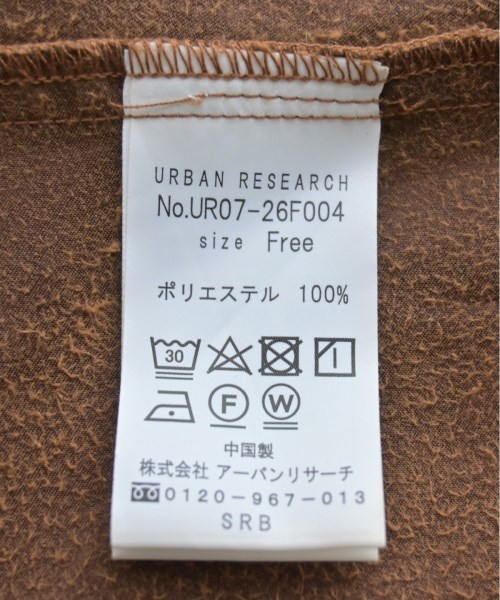 URBAN RESEARCH
No.UR07-26F004
size Free
ポリエステル 100%
30
F W
中国製
株式会社 アーバンリサーチ
0120-967-013
SRB